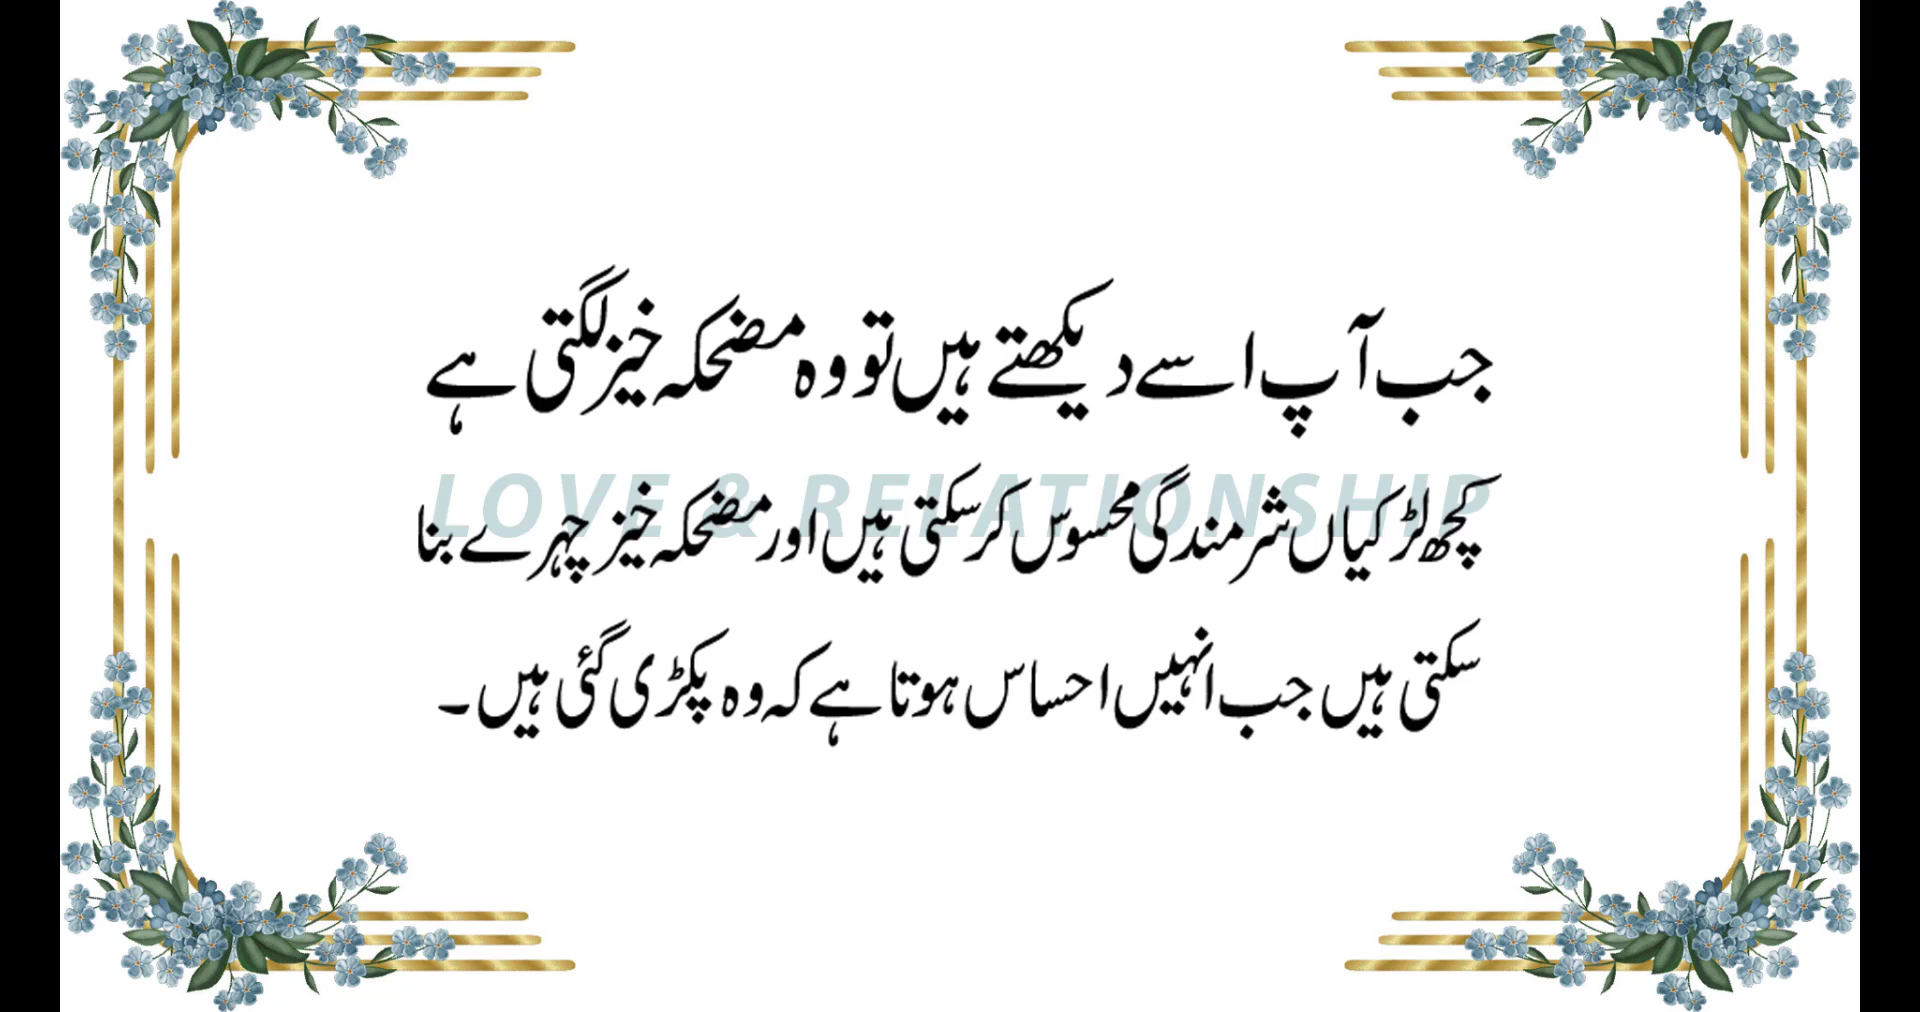 جب آپ اسے دیکھتے ہیں تو وہ مضحکہ خیز لگتی ہے
LOVE & RELATIONSHIP
کچھ لڑکیاں شرمندگی محسوس کر سکتی ہیں اور مضحکہ خیز چہرے بنا
سکتی ہیں جب انہیں احساس ہوتا ہے کہ وہ پکڑی گئی ہیں۔